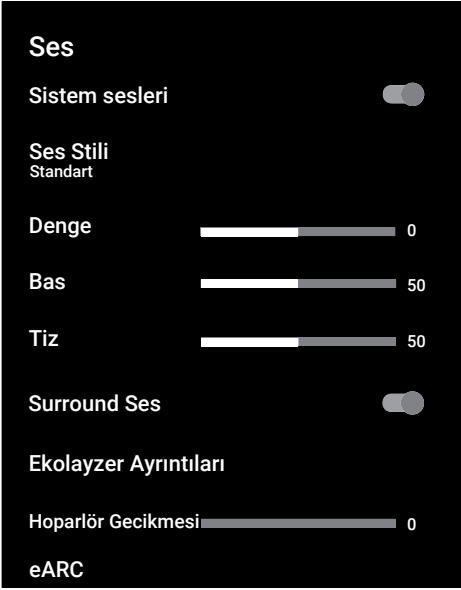 Ses
Sistem sesleri
Ses Stili
Standart
Denge 0
Bas 50
Tiz 50
Surround Ses
Ekolayzer Ayrıntıları
Hoparlör Gecikmesi 0
eARC